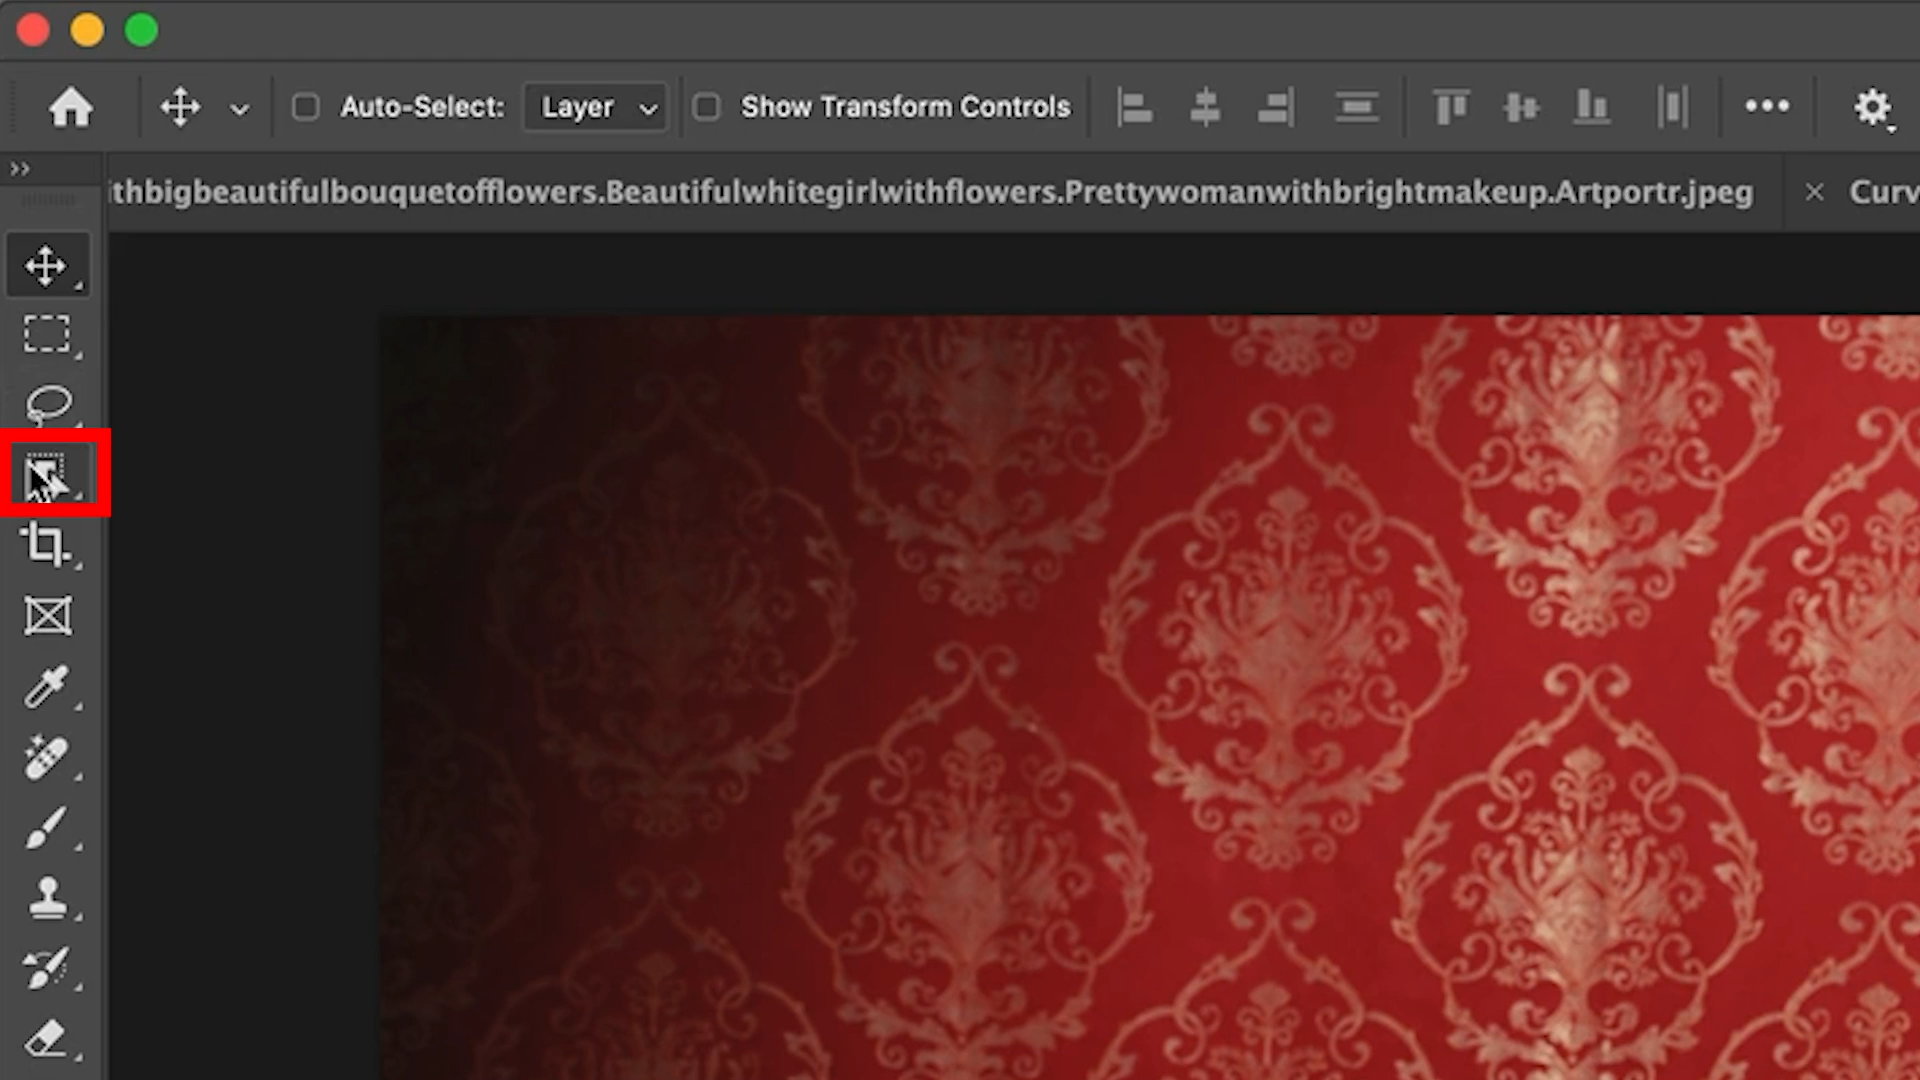 Auto-Select: Layer Show Transform Controls
ithbigbeautifulbouquetofflowers.Beautifulwhitegirlwithflowers.Prettywomanwithbrightmakeup.Artportr.jpeg × Curv